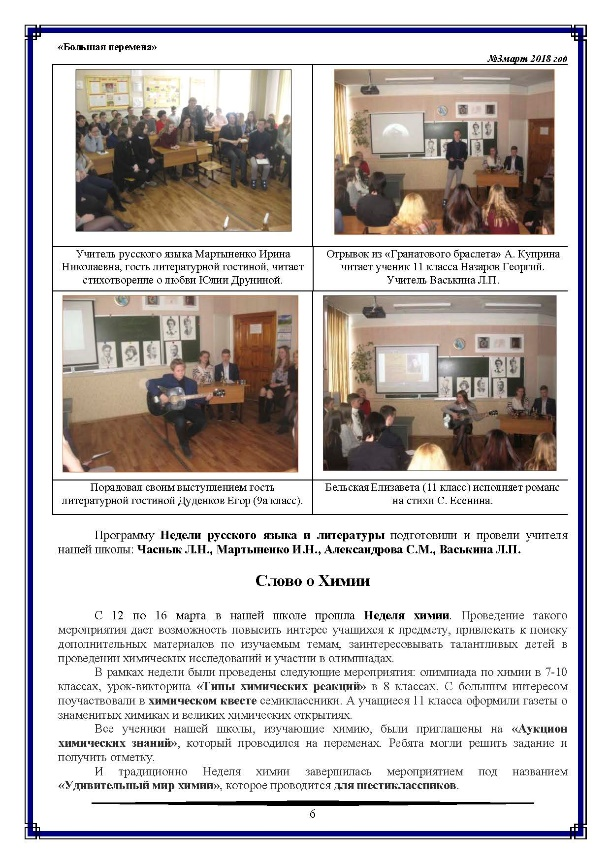 «Большая перемена»
№3март 2018 год
Учитель русского языка Мартыненко Ирина
Николаевна, гость литературной гостиной, читает
стихотворение о любви Юлии Друниной.
Отрывок из «Гранатового браслета» А. Куприна
читает ученик 11 класса Назаров Георгий.
Учитель Васькина Л.П.
Порадовал своим выступлением гость
литературной гостиной Дуденков Егор (9а класс).
Бельская Елизавета (11 класс) исполняет романс
на стихи С. Есенина.
Программу Недели русского языка и литературы подготовили и провели учителя
нашей школы: Часнык Л.Н., Мартыненко И.Н., Александрова С.М., Васькина Л.П.
Слово о Химии
С 12 по 16 марта в нашей школе прошла Неделя химии. Проведение такого
мероприятия даст возможность повысить интерес учащихся к предмету, привлекать к поиску
дополнительных материалов по изучаемым темам, заинтересовывать талантливых детей в
проведении химических исследований и участии в олимпиадах.
В рамках недели были проведены следующие мероприятия: олимпиада по химии в 7-10
классах, урок-викторина «Типы химических реакций» в 8 классах. С большим интересом
поучаствовали в химическом квесте семиклассники. А учащиеся 11 класса оформили газеты о
знаменитых химиках и великих химических открытиях.
Все ученики нашей школы, изучающие химию, были приглашены на «Аукцион
химических знаний», который проводился на переменах. Ребята могли решить задание и
получить отметку.
И традиционно Неделя химии завершилась мероприятием под названием
«Удивительный мир химии», которое проводится для шестиклассников.
6